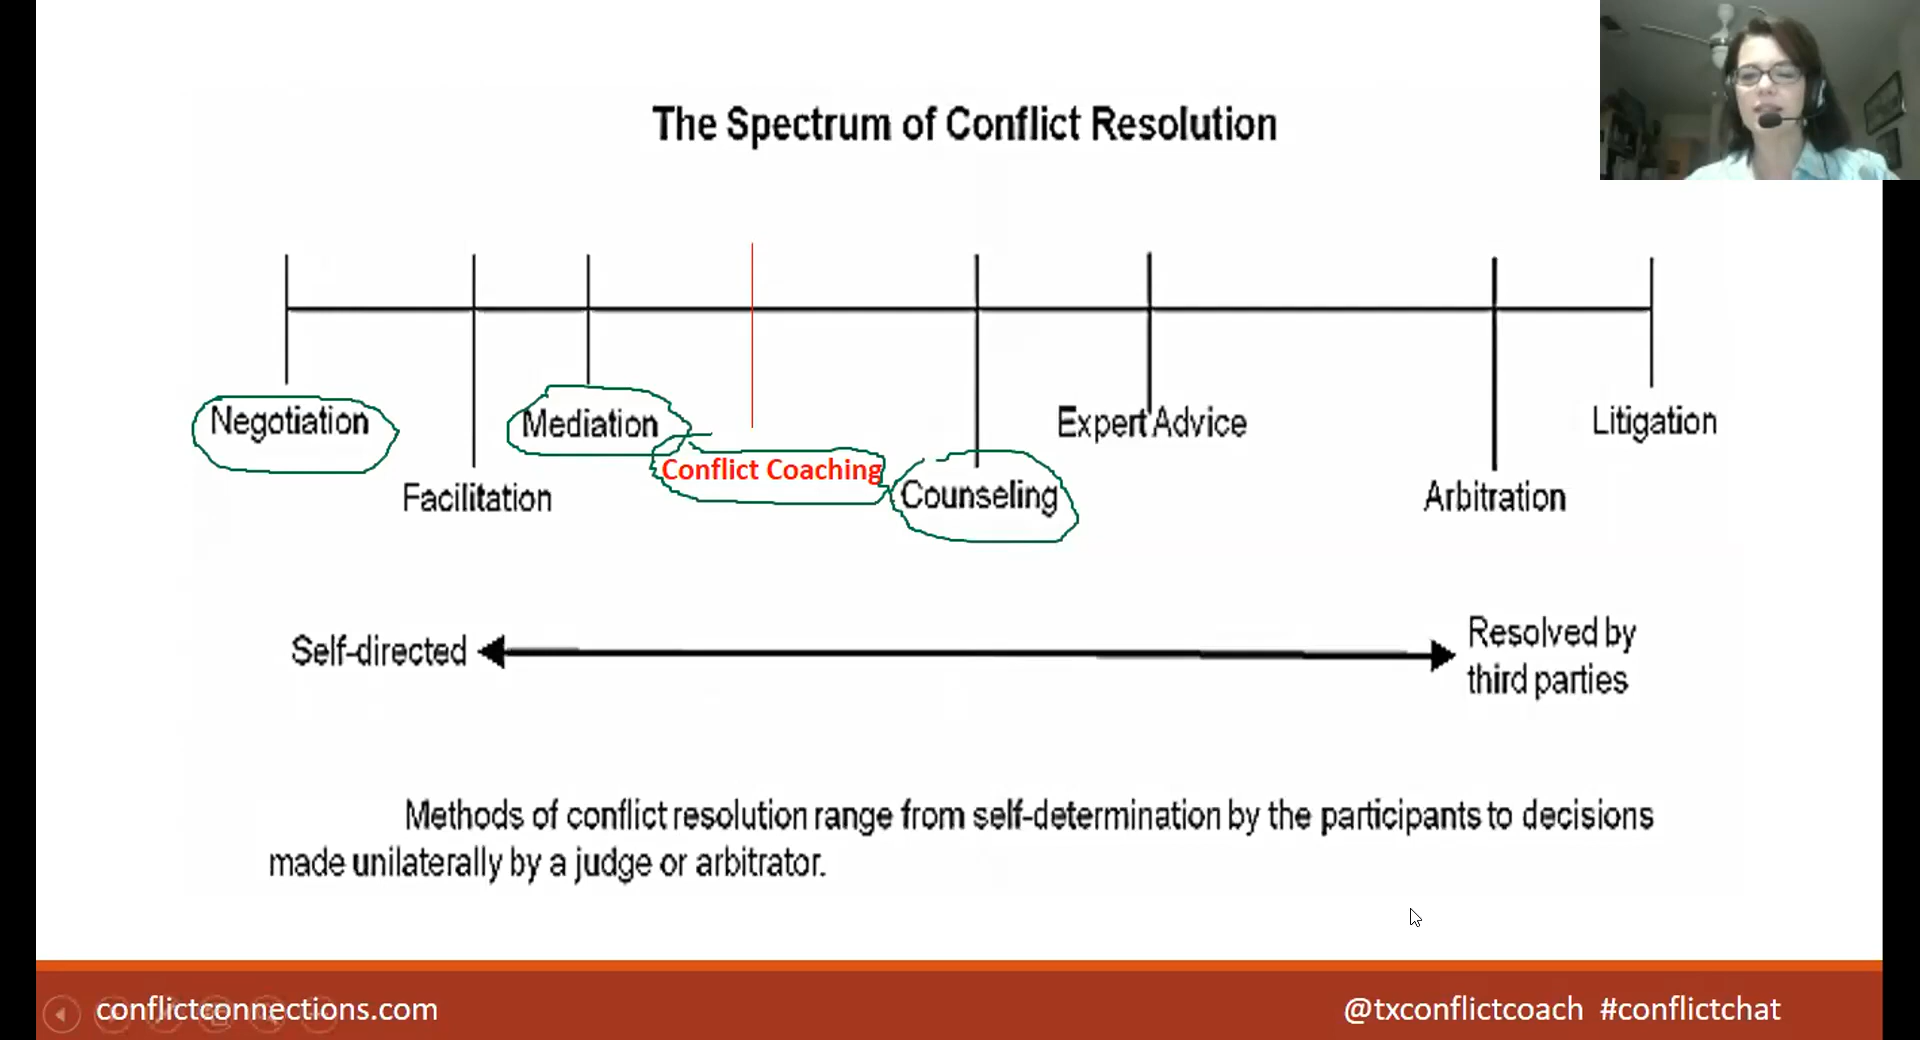 The Spectrum of Conflict Resolution
Negotiation
Facilitation
Mediation
Conflict Coaching
Counseling
Expert Advice
Arbitration
Litigation
Self-directed
Resolved by
third parties
Methods of conflict resolution range from self-determination by the participants to decisions
made unilaterally by a judge or arbitrator.
conflictconnections.com
@txconflictcoach #conflictchat